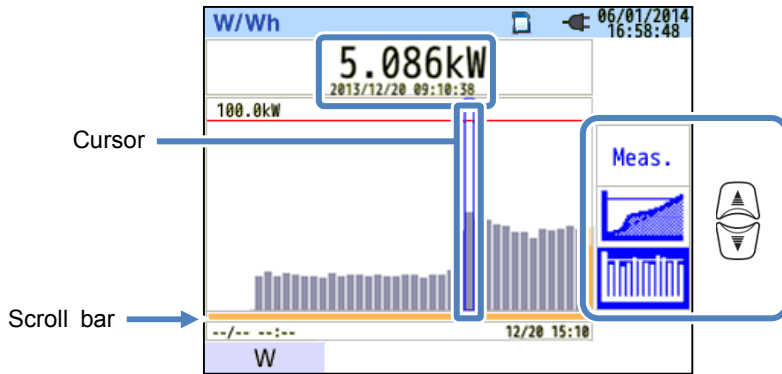 W/Wh
06/01/2014
16:58:48
5.086kW
2013/12/20 09:10:38
100.0kW
Cursor
Meas.
Scroll bar
--/-- --:--
12/20 15:10
W